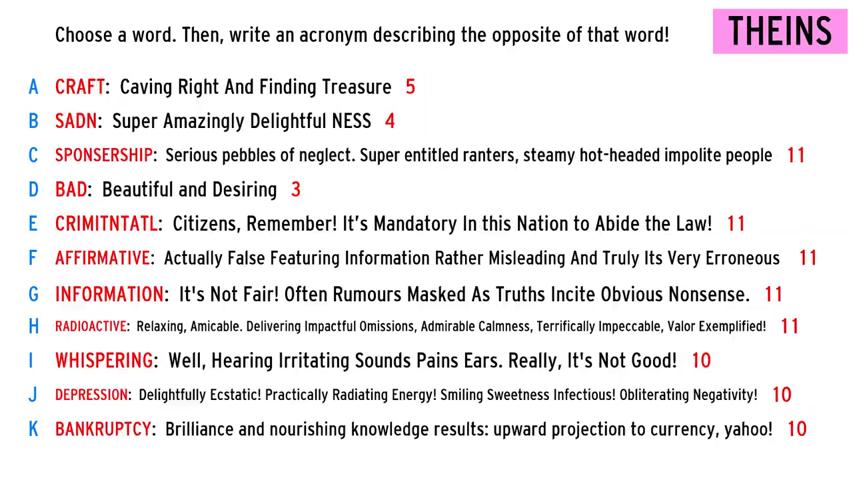 Choose a word. Then, write an acronym describing the opposite of that word!
THEINS
A CRAFT: Caving Right And Finding Treasure 5
B SADN: Super Amazingly Delightful NESS 4
C SPONSERSHIP: Serious pebbles of neglect. Super entitled ranters, steamy hot-headed impolite people 11
D BAD: Beautiful and Desiring 3
E CRIMITNTATL: Citizens, Remember! It's Mandatory In this Nation to Abide the Law! 11
F AFFIRMATIVE: Actually False Featuring Information Rather Misleading And Truly Its Very Erroneous 11
G INFORMATION: It's Not Fair! Often Rumours Masked As Truths Incite Obvious Nonsense. 11
H RADIOACTIVE: Relaxing, Amicable. Delivering Impactful Omissions, Admirable Calmness, Terrifically Impeccable, Valor Exemplified! 11
I WHISPERING: Well, Hearing Irritating Sounds Pains Ears. Really, It's Not Good! 10
J DEPRESSION: Delightfully Ecstatic! Practically Radiating Energy! Smiling Sweetness Infectious! Obliterating Negativity! 10
K BANKRUPTCY: Brilliance and nourishing knowledge results: upward projection to currency, yahoo! 10